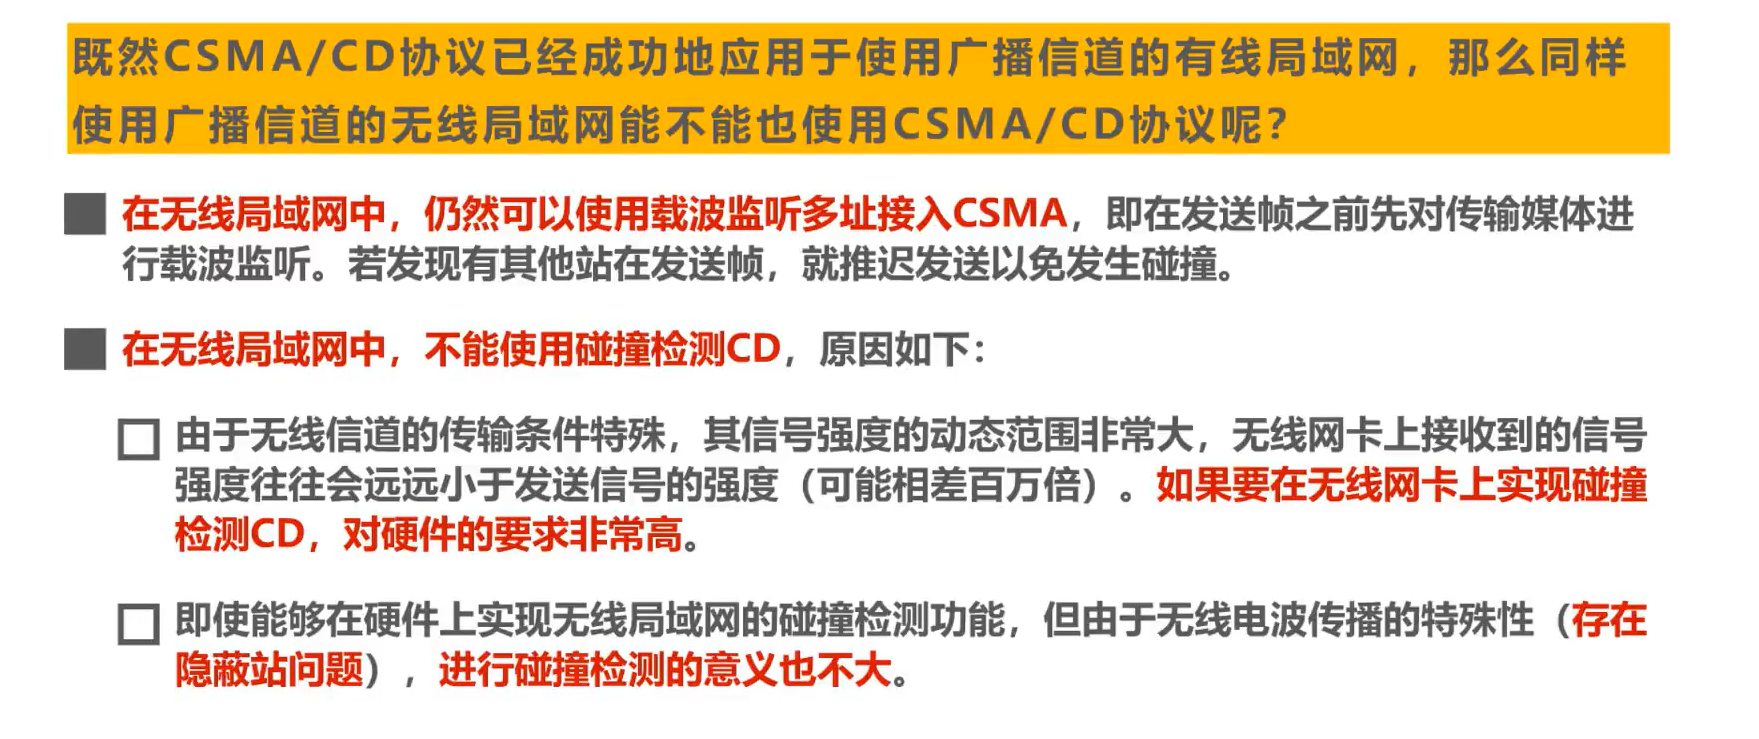 既然CSMA/CD协议已经成功地应用于使用广播信道的有线局域网，那么同样
使用广播信道的无线局域网能不能也使用CSMA/CD协议呢？
在无线局域网中，仍然可以使用载波监听多址接入CSMA，即在发送帧之前先对传输媒体进
行载波监听。若发现有其他站在发送帧，就推迟发送以免发生碰撞。
在无线局域网中，不能使用碰撞检测CD，原因如下：
由于无线信道的传输条件特殊，其信号强度的动态范围非常大，无线网卡上接收到的信号
强度往往会远远小于发送信号的强度（可能相差百万倍）。如果要在无线网卡上实现碰撞
检测CD，对硬件的要求非常高。
即使能够在硬件上实现无线局域网的碰撞检测功能，但由于无线电波传播的特殊性（存在
隐蔽站问题），进行碰撞检测的意义也不大。